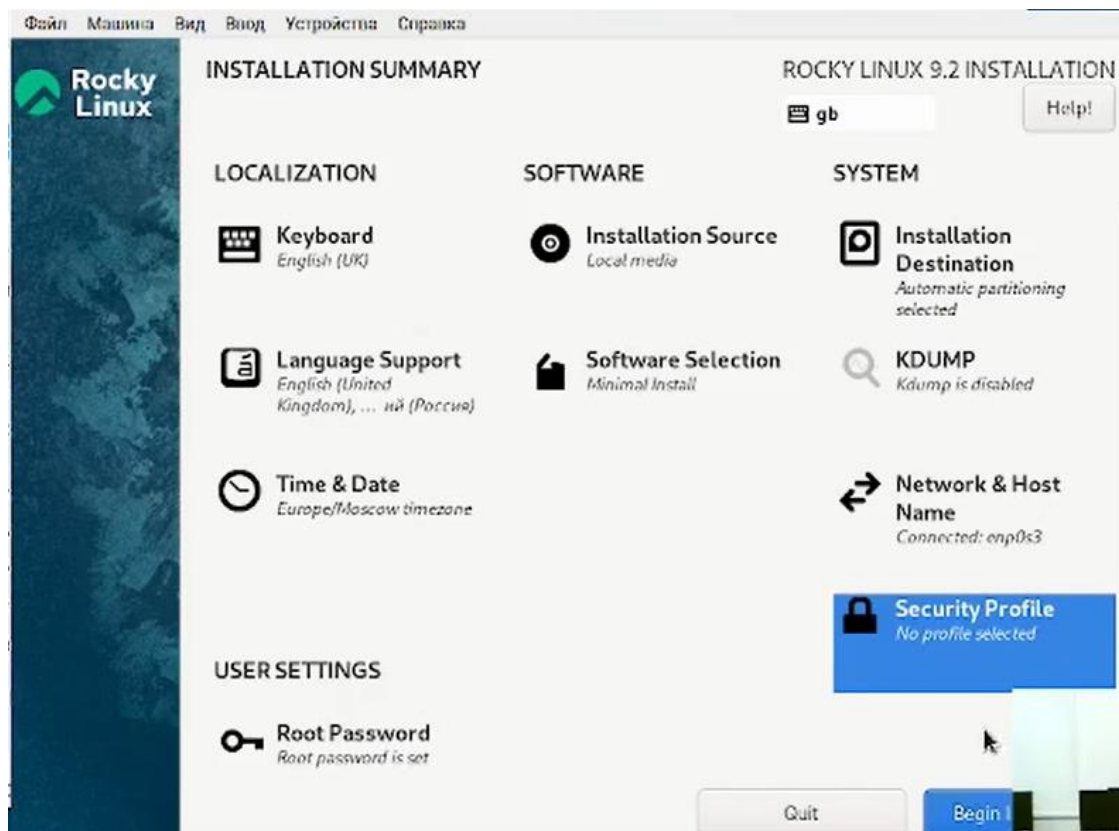 Файл Машина Вид Ввод Устройства Справка
Rocky
Linux
INSTALLATION SUMMARY
ROCKY LINUX 9.2 INSTALLATION
gb
Help!
LOCALIZATION
Keyboard
English (UK)
Language Support
English (United
Kingdom), ... ий (Россия)
Time & Date
Europe/Moscow timezone
SOFTWARE
Installation Source
Local media
Software Selection
Minimal Install
SYSTEM
Installation
Destination
Automatic partitioning
selected
KDUMP
Kdump is disabled
Network & Host
Name
Connected: enp0s3
Security Profile
No profile selected
USER SETTINGS
Root Password
Root password is set
Quit
Begin